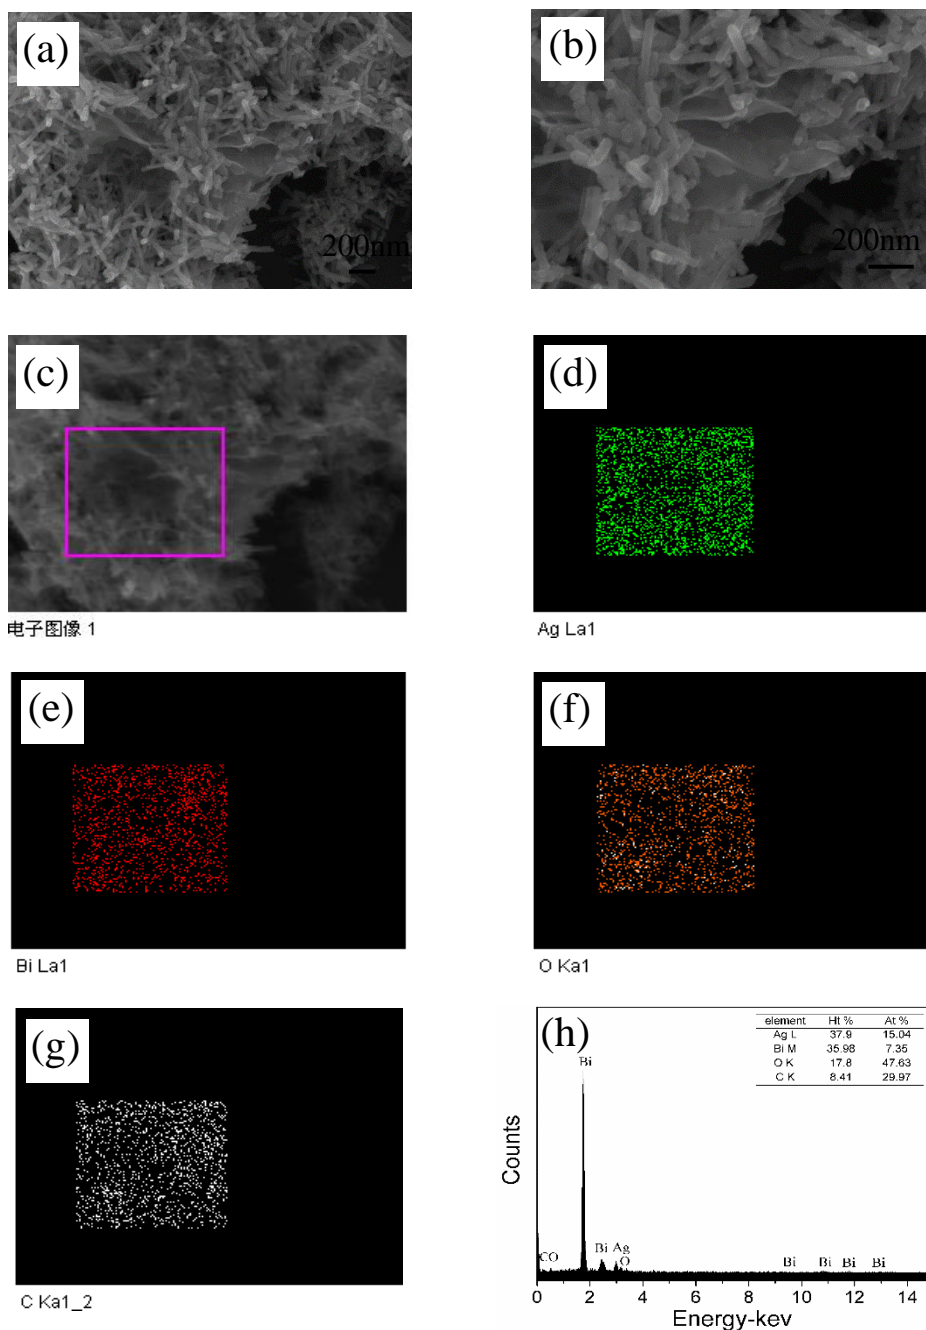 (a)
200nm
(b)
200nm
(c)
电子图像 1
(d)
Ag La1
(e)
Bi La1
(f)
O Ka1
(g)
C Ka1_2
(h)
element Ht % At %
Ag L 37.9 15.04
Bi M 35.98 7.35
O K 17.8 47.63
C K 8.41 29.97
Bi
Counts
CO Bi Ag O Bi Bi Bi Bi
0 2 4 6 8 10 12 14
Energy-kev